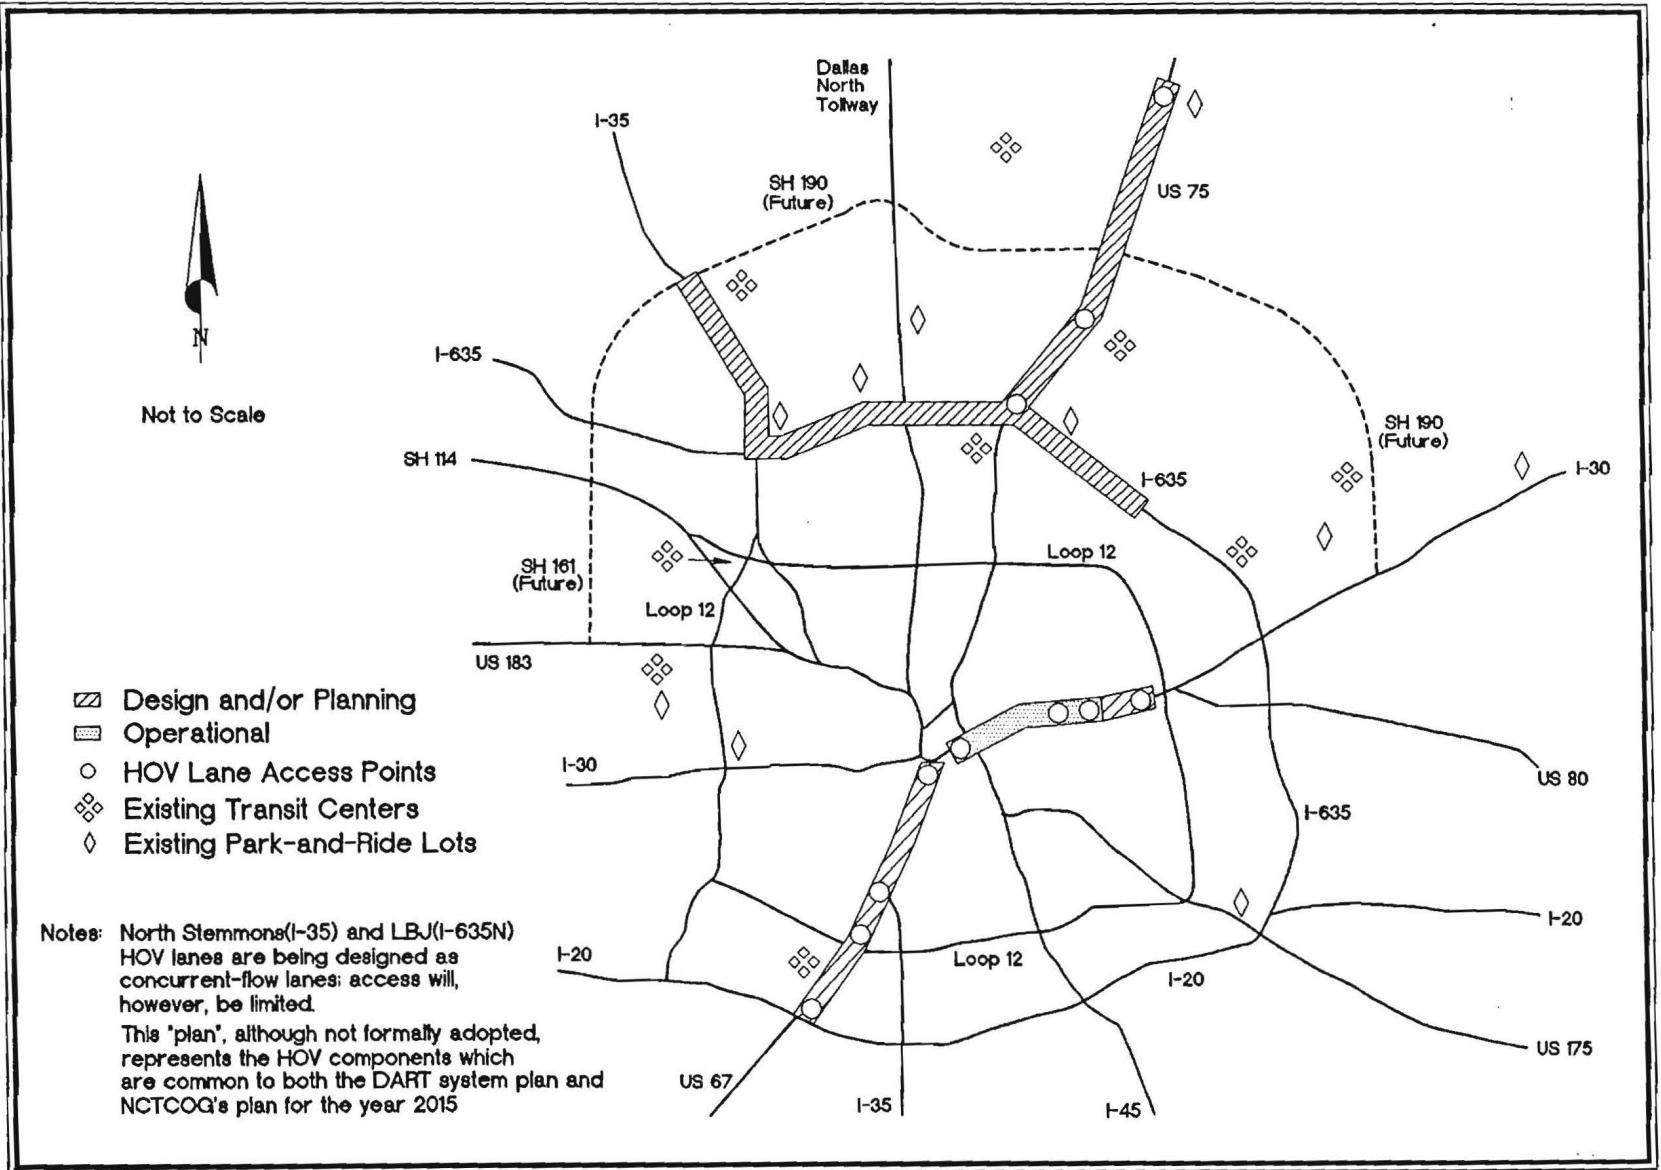 Dallas
North
Tollway
I-35
SH 190
(Future)
US 75
N
I-635
Not to Scale
SH 114
SH 190
(Future)
I-30
I-635
Loop 12
SH 161
(Future)
Loop 12
US 183
Design and/or Planning
Operational
HOV Lane Access Points
Existing Transit Centers
Existing Park-and-Ride Lots
I-30
US 80
I-635
I-20
Notes: North Stemmons(I-35) and LBJ(I-635N)
HOV lanes are being designed as
concurrent-flow lanes; access will,
however, be limited.
This "plan", although not formally adopted,
represents the HOV components which
are common to both the DART system plan and
NCTCOG's plan for the year 2015
I-20
Loop 12
I-20
US 175
US 67
I-35
I-45